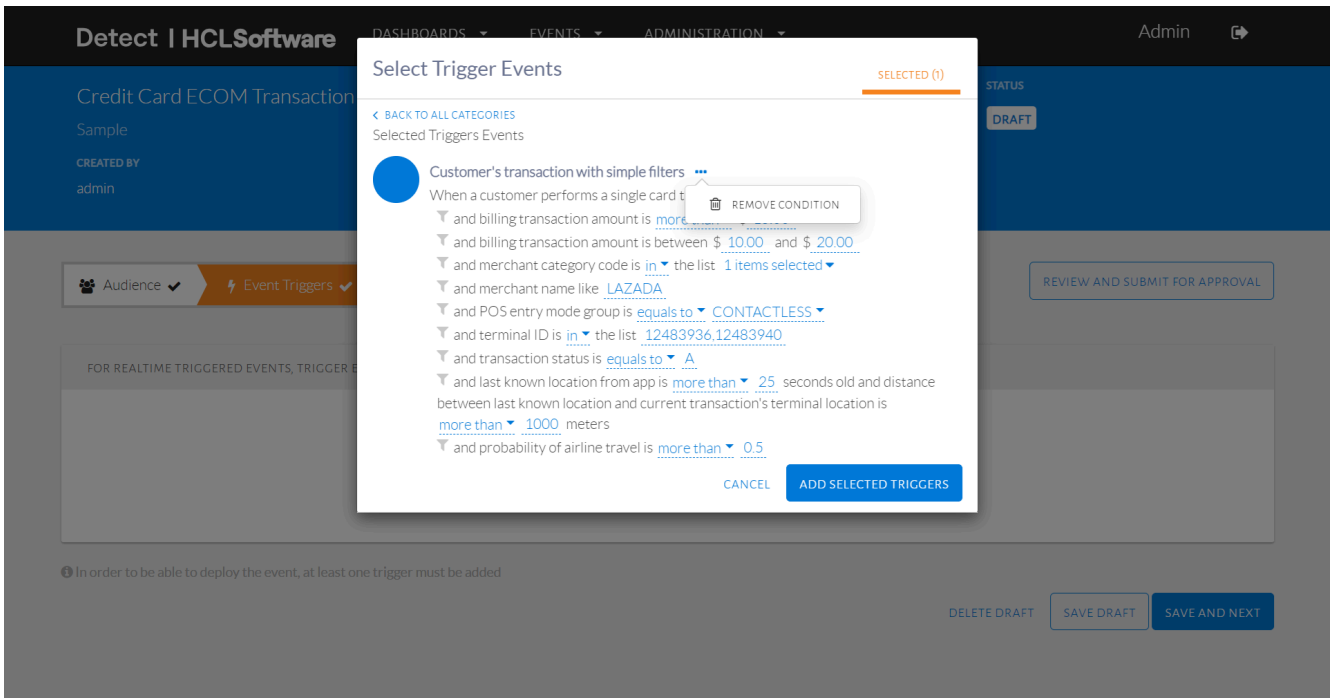 Detect | HCLSoftware
DASHBOARDS EVENTS ADMINISTRATION
Admin
Credit Card ECOM Transaction
Sample
CREATED BY
admin
STATUS
DRAFT
Audience
Event Triggers
REVIEW AND SUBMIT FOR APPROVAL
FOR REALTIME TRIGGERED EVENTS, TRIGGER
Select Trigger Events
SELECTED (1)
BACK TO ALL CATEGORIES
Selected Triggers Events
Customer's transaction with simple filters
When a customer performs a single card
REMOVE CONDITION
and billing transaction amount is more than $
and billing transaction amount is between $ 10.00 and $ 20.00
and merchant category code is in the list 1 items selected
and merchant name like LAZADA
and POS entry mode group is equals to CONTACTLESS
and terminal ID is in the list 12483936,12483940
and transaction status is equals to A
and last known location from app is more than 25 seconds old and distance
between last known location and current transaction's terminal location is
more than 1000 meters
and probability of airline travel is more than 0.5
CANCEL
ADD SELECTED TRIGGERS
In order to be able to deploy the event, at least one trigger must be added
DELETE DRAFT
SAVE DRAFT
SAVE AND NEXT